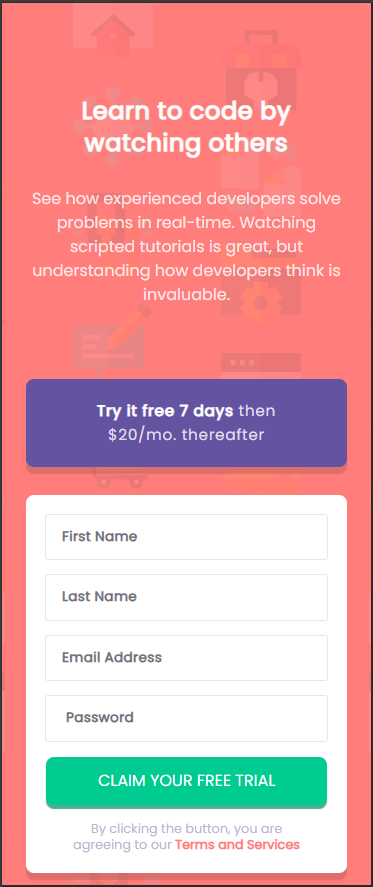 Learn to code by
watching others
See how experienced developers solve
problems in real-time. Watching
scripted tutorials is great, but
understanding how developers think is
invaluable.
Try it free 7 days then
$20/mo. thereafter
First Name
Last Name
Email Address
Password
CLAIM YOUR FREE TRIAL
By clicking the button, you are
agreeing to our Terms and Services